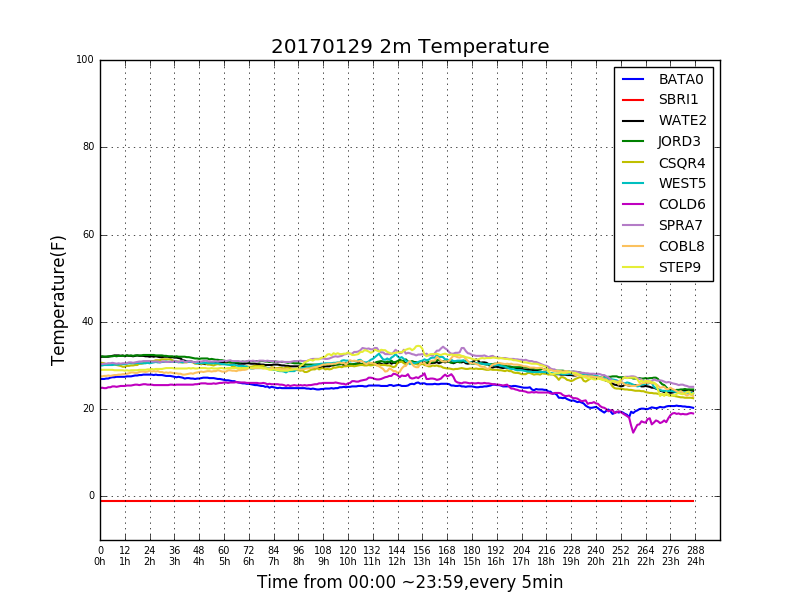 20170129 2m Temperature
100
80
60
40
20
0
Temperature(F)
BATA0
SBRI1
WATE2
JORD3
CSQR4
WEST5
COLD6
SPRA7
COBL8
STEP9
0 12 24 36 48 60 72 84 96 108 120 132 144 156 168 180 192 204 216 228 240 252 264 276 288
0h 1h 2h 3h 4h 5h 6h 7h 8h 9h 10h 11h 12h 13h 14h 15h 16h 17h 18h 19h 20h 21h 22h 23h 24h
Time from 00:00 ~23:59,every 5min